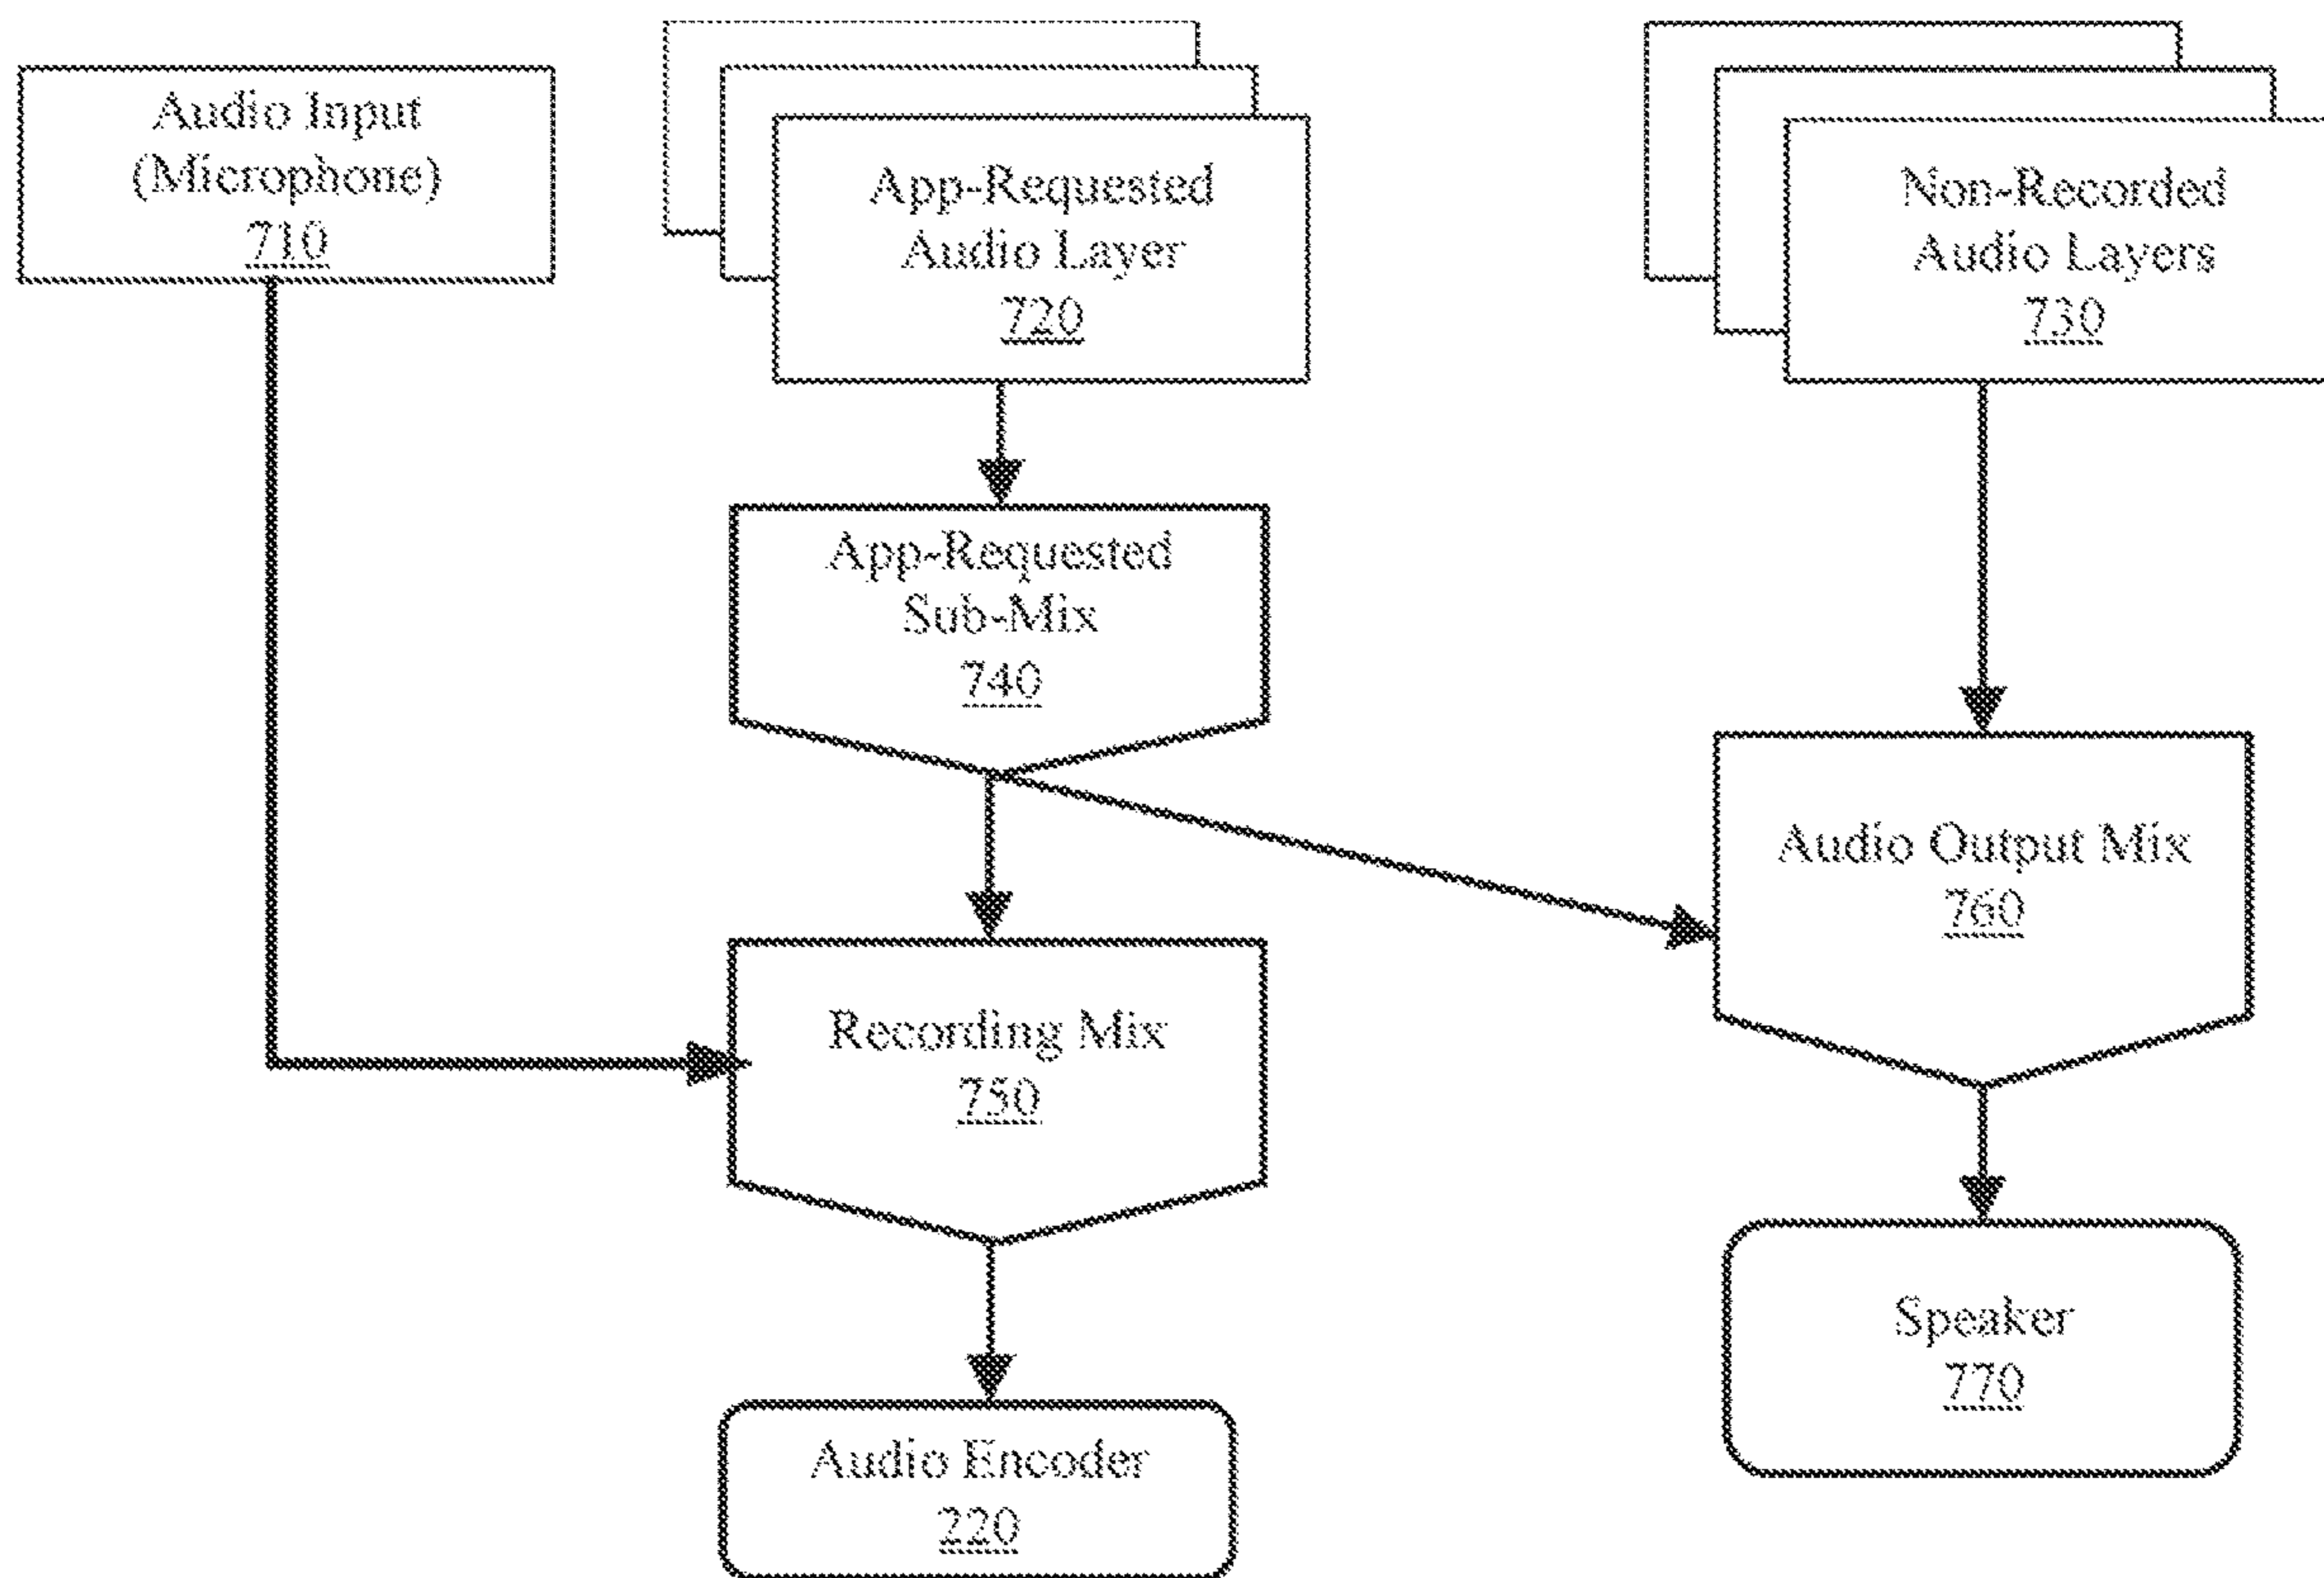 Audio Input
(Microphone)
710
App-Requested
Audio Layer
720
Non-Recorded
Audio Layers
730
App-Requested
Sub-Mix
740
Audio Output Mix
760
Recording Mix
750
Speaker
770
Audio Encoder
220